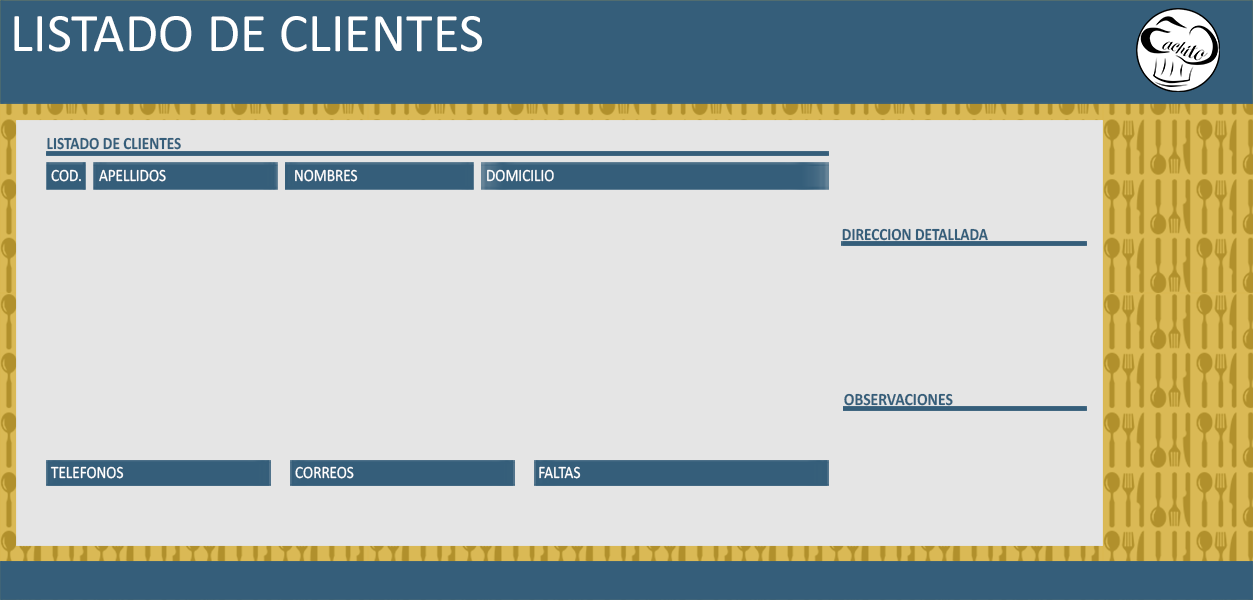 LISTADO DE CLIENTES
Cachito
LISTADO DE CLIENTES
COD. APELLIDOS NOMBRES DOMICILIO
DIRECCION DETALLADA
OBSERVACIONES
TELEFONOS CORREOS FALTAS